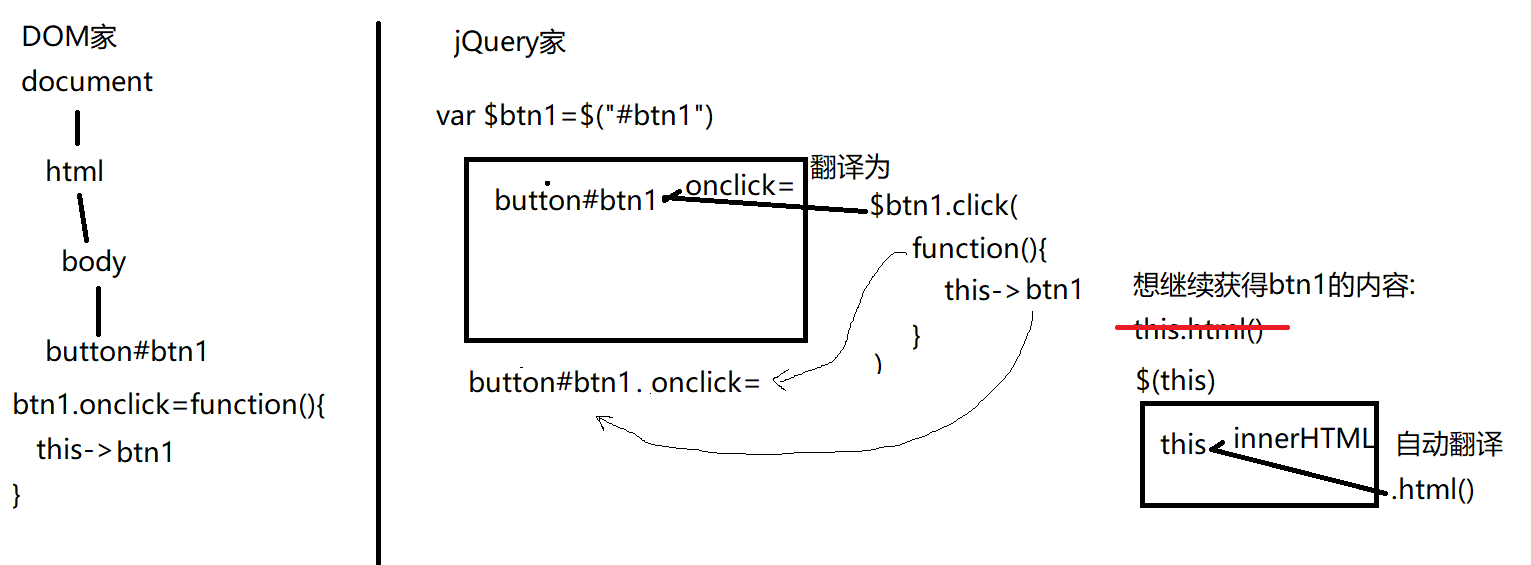 DOM家
document
html
body
button#btn1
btn1.onclick=function(){
this->btn1
}
jQuery家
var $btn1=$("#btn1")
button#btn1
onclick=
翻译为
$btn1.click(
function(){
this->btn1
}
)
button#btn1. onclick=
想继续获得btn1的内容:
this.html()
$(this)
this
innerHTML
自动翻译
.html()